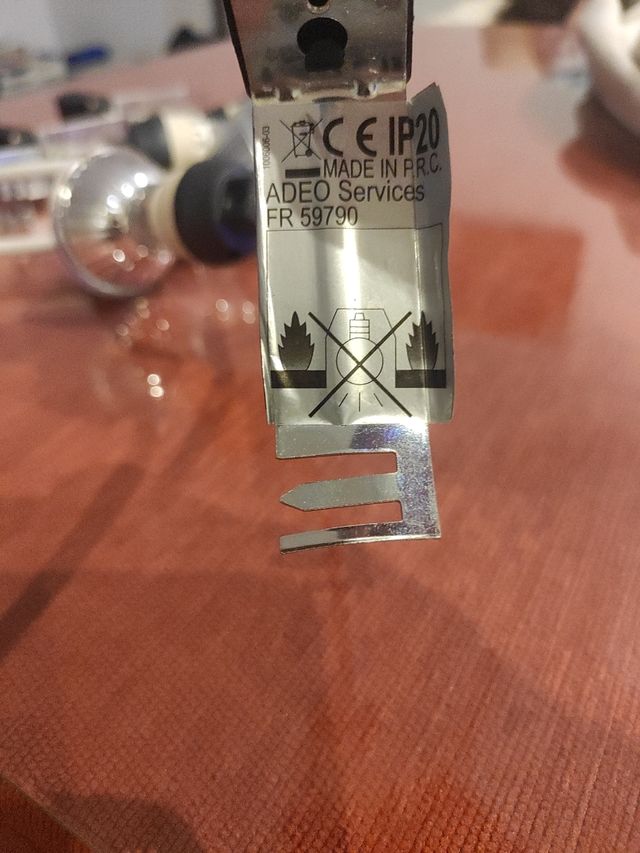 CE IP20
MADE IN P.R.C.
ADEO Services
FR 59790